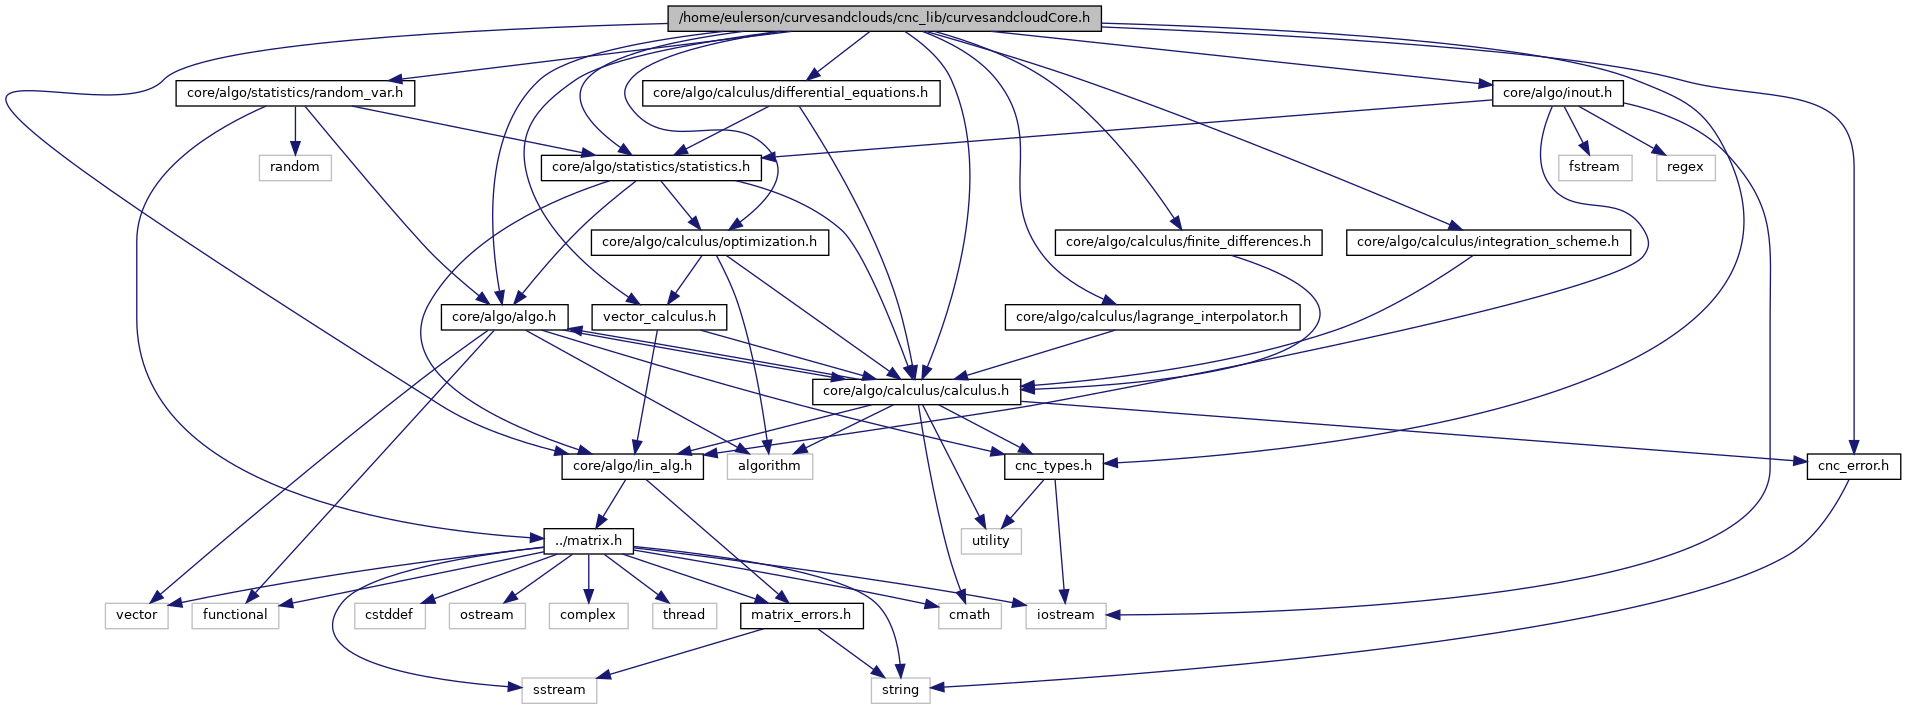 /home/eulerson/curvesandclouds/cnc_lib/curvesandcloudCore.h
core/algo/statistics/random_var.h
core/algo/calculus/differential_equations.h
core/algo/inout.h
random
core/algo/statistics/statistics.h
fstream
regex
core/algo/calculus/optimization.h
core/algo/calculus/finite_differences.h
core/algo/calculus/integration_scheme.h
core/algo/algo.h
vector_calculus.h
core/algo/calculus/lagrange_interpolator.h
core/algo/calculus/calculus.h
core/algo/lin_alg.h
algorithm
cnc_types.h
cnc_error.h
../matrix.h
utility
vector
functional
cstddef
ostream
complex
thread
matrix_errors.h
cmath
iostream
sstream
string